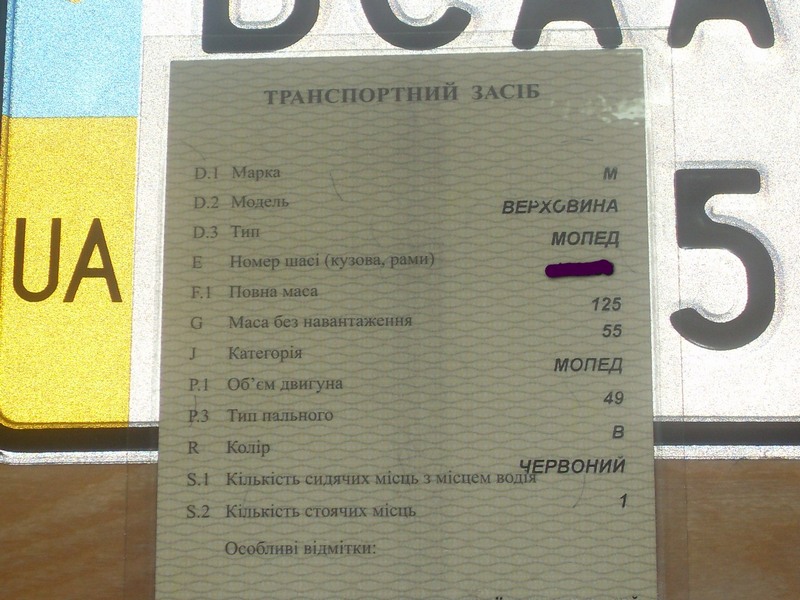 ВСАА
ТРАНСПОРТНИЙ ЗАСІБ
D.1 Марка М
D.2 Модель ВЕРХОВИНА
D.3 Тип МОПЕД
E Номер шасі (кузова, рами)
F.1 Повна маса 125
G Маса без навантаження 55
J Категорія МОПЕД
P.1 Об'єм двигуна 49
P.3 Тип пального В
R Колір ЧЕРВОНИЙ
S.1 Кількість сидячих місць з місцем водія 1
S.2 Кількість стоячих місць
Особливі відмітки:
UA
5